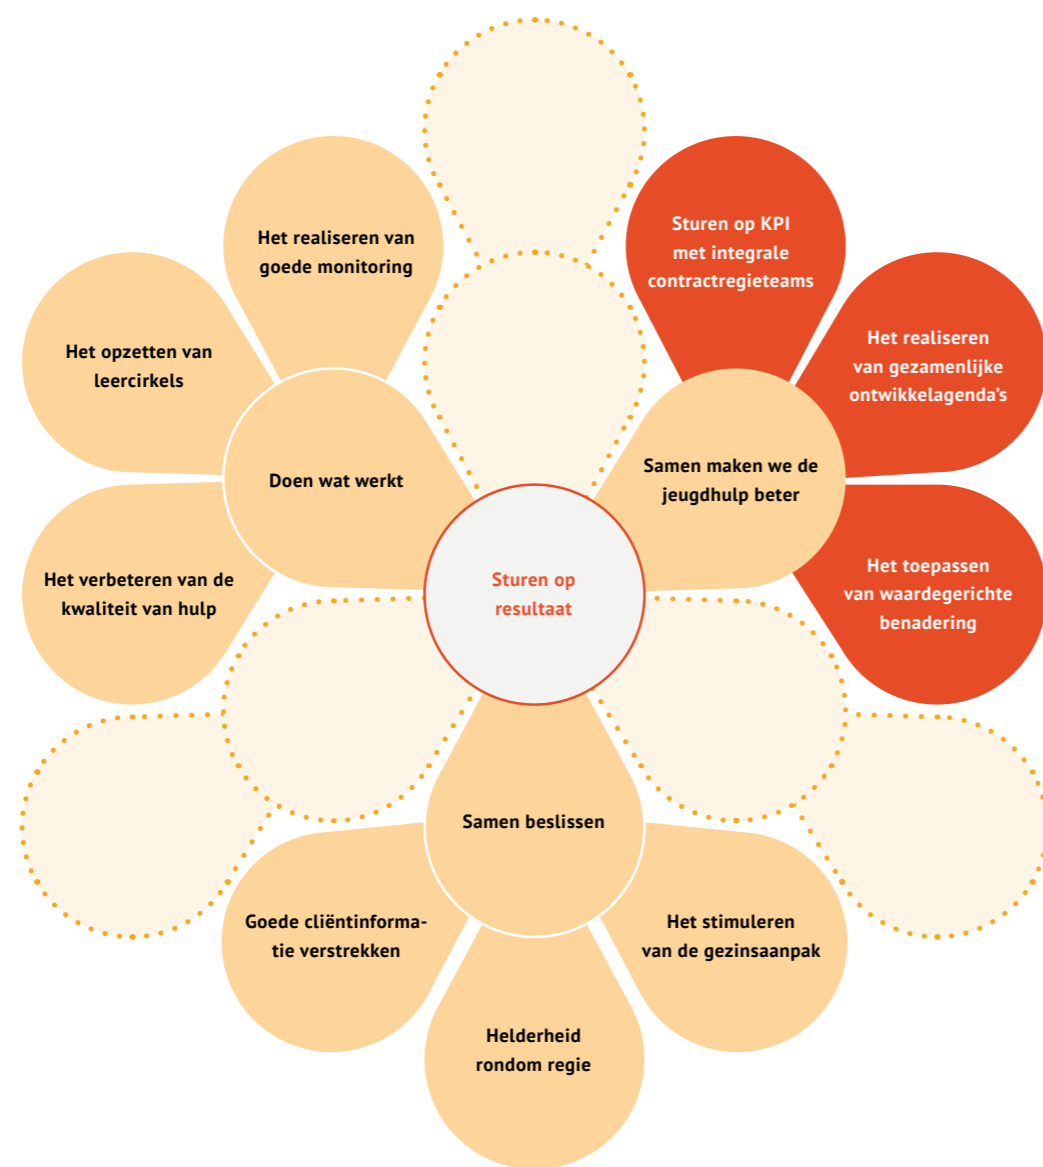 Sturen op KPI
met integrale
contractregieteams
Het realiseren van
goede monitoring
Het realiseren
van gezamenlijke
ontwikkelagenda's
Het opzetten van
leercirkels
Samen maken we de
jeugdhulp beter
Doen wat werkt
Het verbeteren van de
kwaliteit van hulp
Sturen op
resultaat
Het toepassen
van waardegerichte
benadering
Samen beslissen
Goede cliëntinforma-
tie verstrekken
Het stimuleren
van de gezinsaanpak
Helderheid
rondom regie